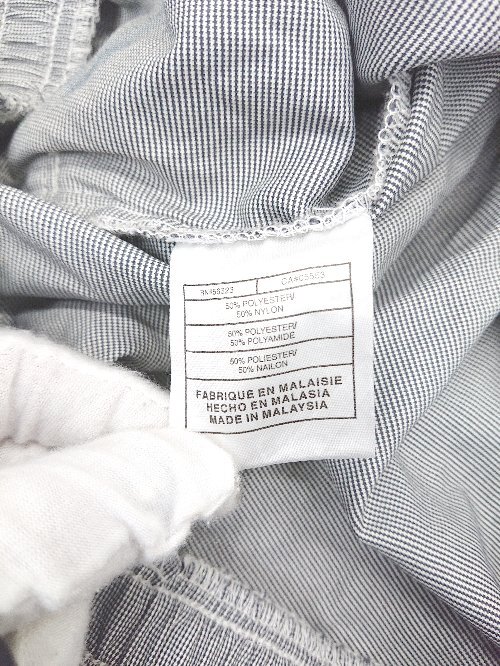 50% POLYESTER/
50% NYLON
50% POLYESTER/
50% POLYAMIDE
50% POLIESTER/
50% NAILON
FABRIQUE EN MALAISIE
HECHO EN MALASIA
MADE IN MALAYSIA